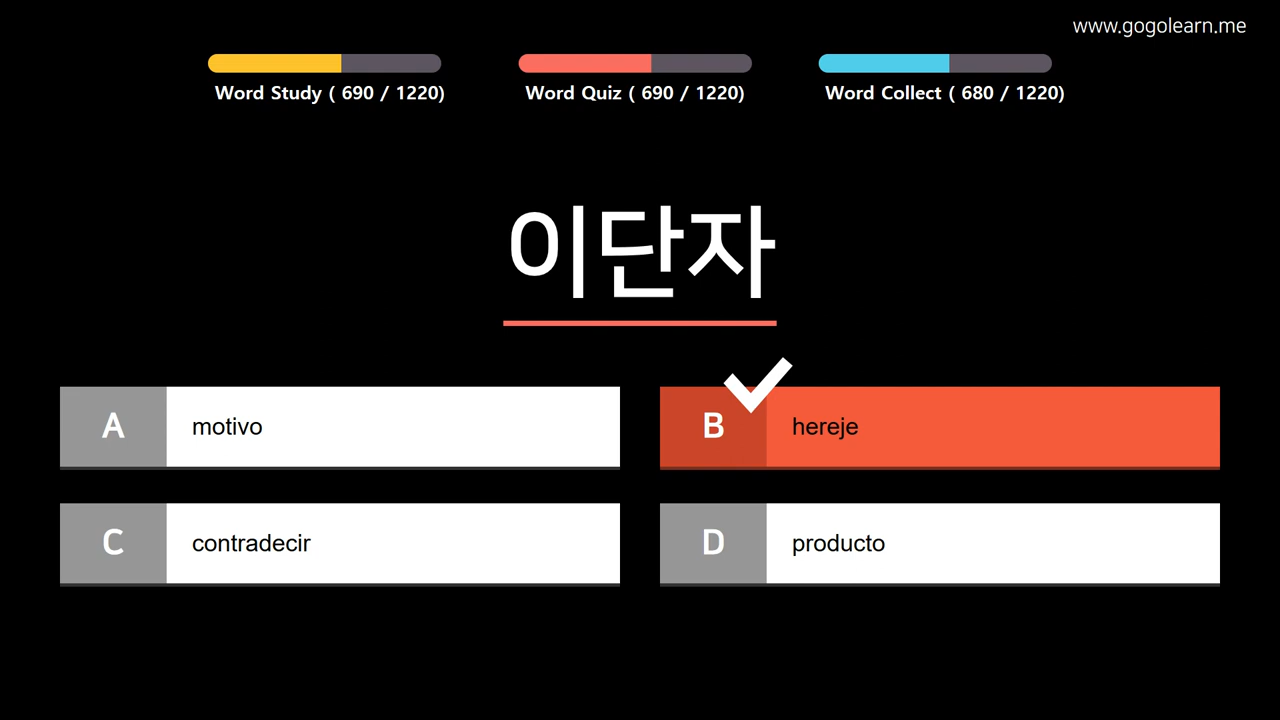 www.gogolearn.me
Word Study ( 690 / 1220)
Word Quiz ( 690 / 1220)
Word Collect ( 680 / 1220)
이단자
A
motivo
B
hereje
C
contradecir
D
producto